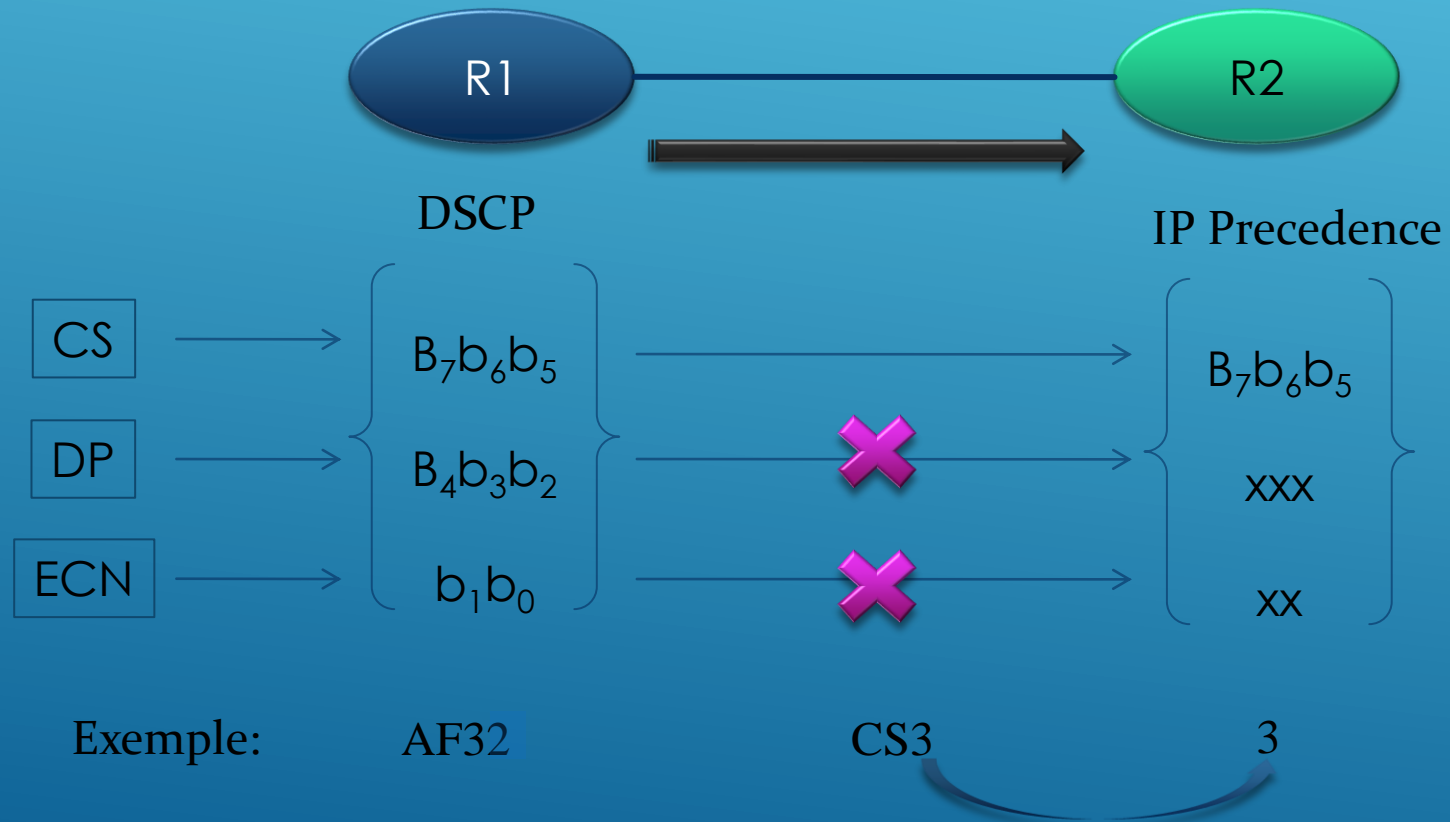 R1 R2
DSCP
IP Precedence
CS B₇b₆b₅ B₇b₆b₅
DP B₄b₃b₂ xxx
ECN b₁b₀ xx
Exemple: AF32 CS3 3